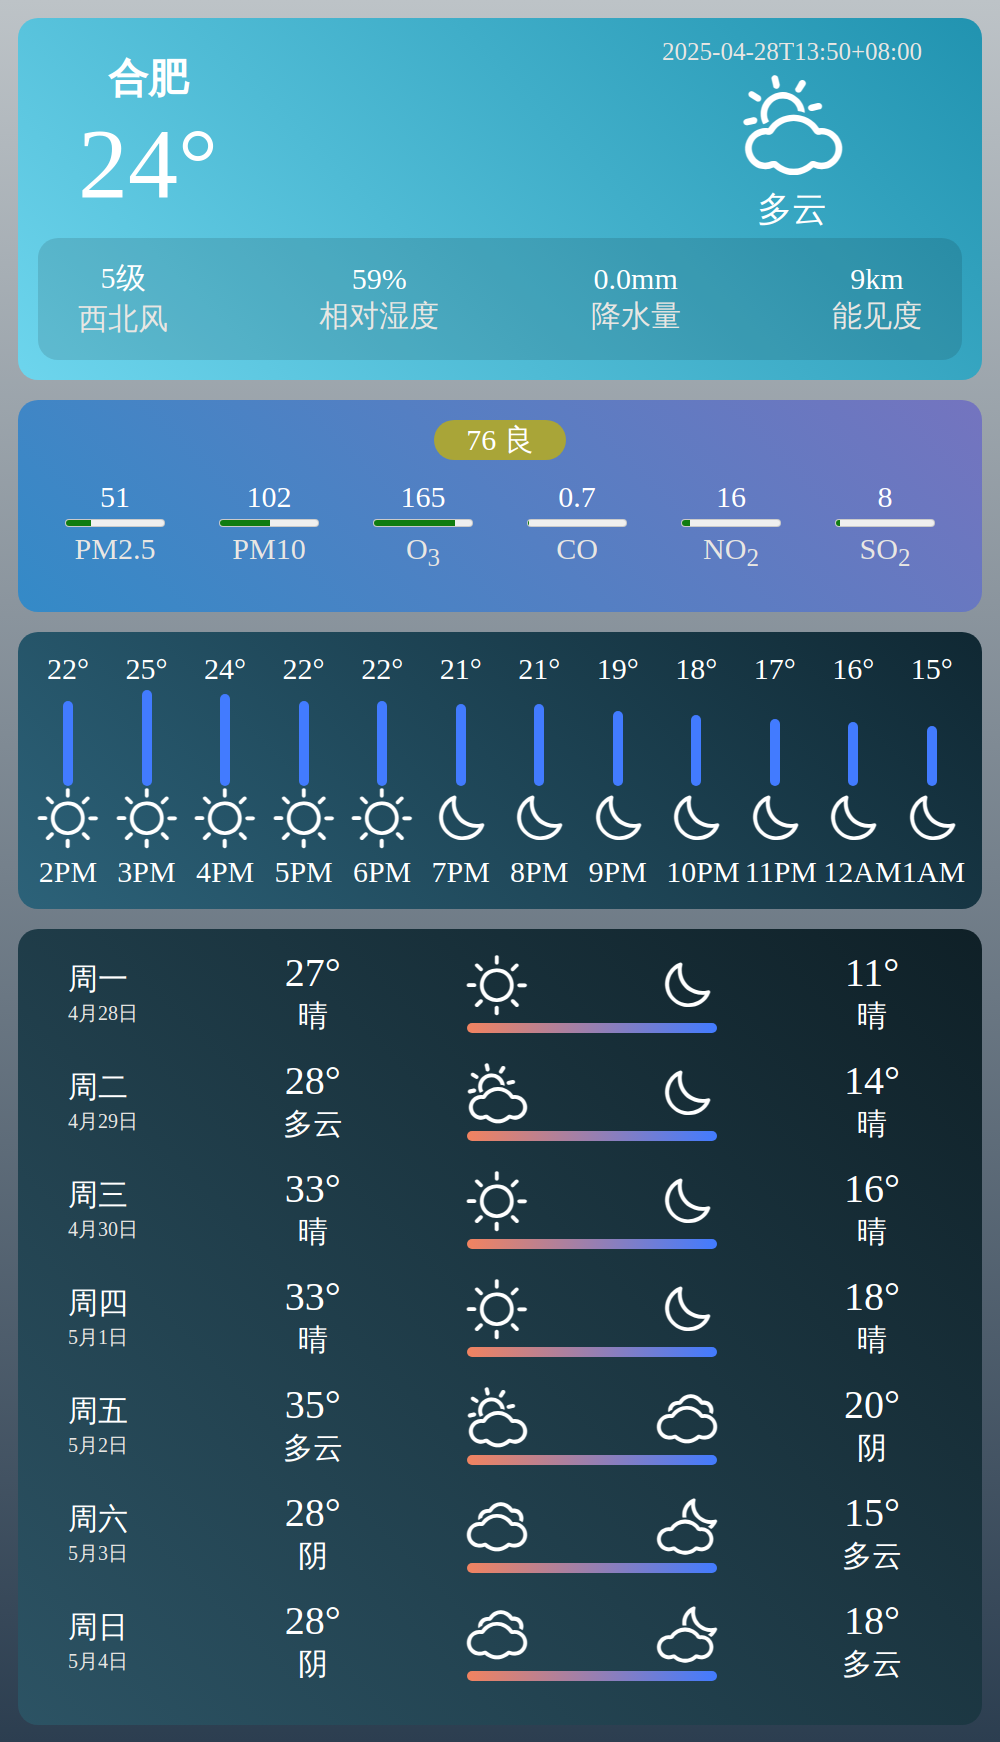 合肥
24°
2025-04-28T13:50+08:00
多云
5级 59% 0.0mm 9km
西北风 相对湿度 降水量 能见度
76 良
51 102 165 0.7 16 8
PM2.5 PM10 O3 CO NO2 SO2
22° 25° 24° 22° 22° 21° 21° 19° 18° 17° 16° 15°
2PM 3PM 4PM 5PM 6PM 7PM 8PM 9PM 10PM 11PM 12AM 1AM
周一 27° 11°
4月28日 晴 晴
周二 28° 14°
4月29日 多云 晴
周三 33° 16°
4月30日 晴 晴
周四 33° 18°
5月1日 晴 晴
周五 35° 20°
5月2日 多云 阴
周六 28° 15°
5月3日 阴 多云
周日 28° 18°
5月4日 阴 多云